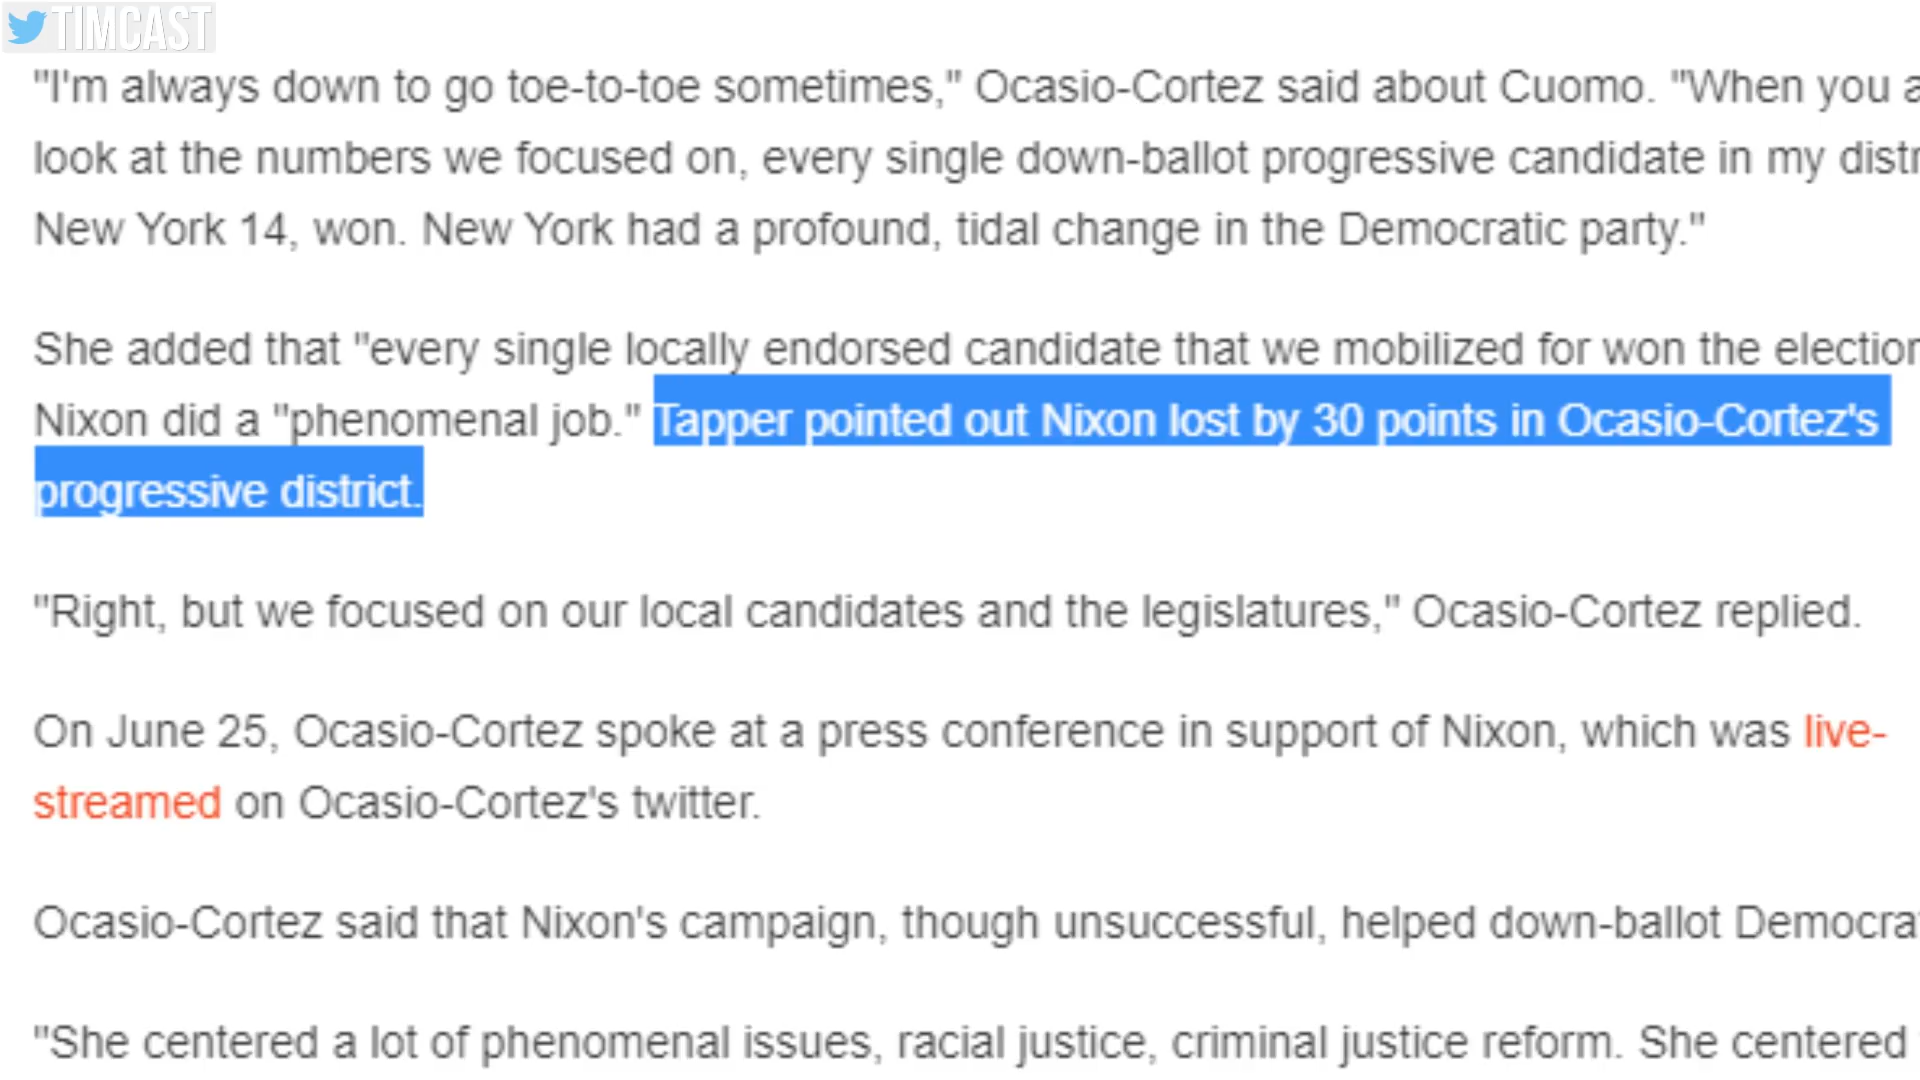 TIMCAST
"I'm always down to go toe-to-toe sometimes," Ocasio-Cortez said about Cuomo. "When you
look at the numbers we focused on, every single down-ballot progressive candidate in my
New York 14, won. New York had a profound, tidal change in the Democratic party."
She added that "every single locally endorsed candidate that we mobilized for won the
Nixon did a "phenomenal job." Tapper pointed out Nixon lost by 30 points in Ocasio-Cortez's
progressive district.
"Right, but we focused on our local candidates and the legislatures," Ocasio-Cortez replied.
On June 25, Ocasio-Cortez spoke at a press conference in support of Nixon, which was live-
streamed on Ocasio-Cortez's twitter.
Ocasio-Cortez said that Nixon's campaign, though unsuccessful, helped down-ballot
"She centered a lot of phenomenal issues, racial justice, criminal justice reform. She centered